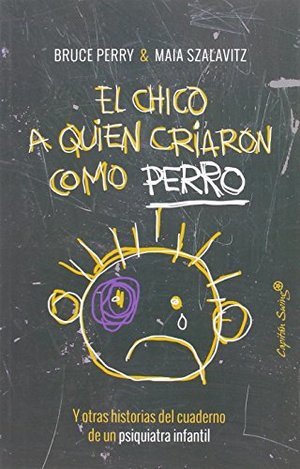 BRUCE PERRY & MAIA SZALAVITZ
EL CHICO
A QUIEN CRIARON
COMO PERRO
Capitán Swing
Y otras historias del cuaderno
de un psiquiatra infantil